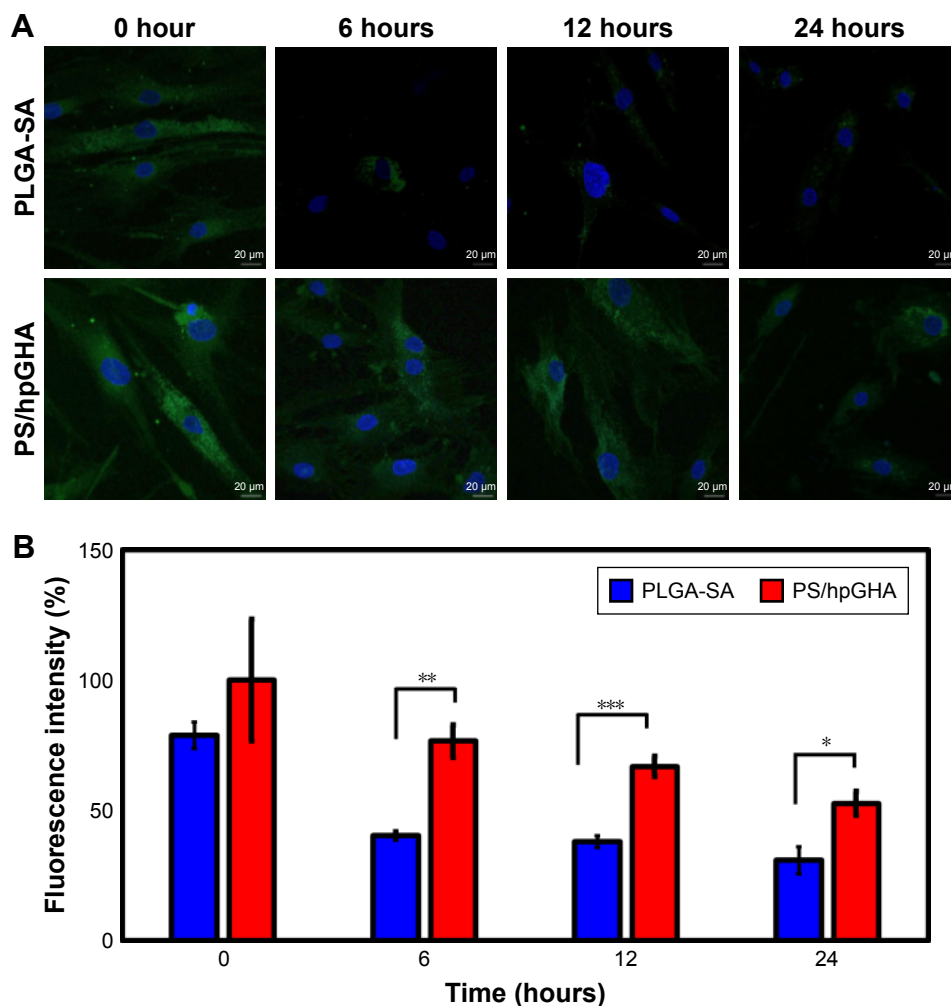 A
0 hour 6 hours 12 hours 24 hours
PLGA-SA
20 µm 20 µm 20 µm 20 µm
PS/hpGHA
20 µm 20 µm 20 µm 20 µm
B
Fluorescence intensity (%)
150
100
50
0
PLGA-SA PS/hpGHA
** *** *
0 6 12 24
Time (hours)